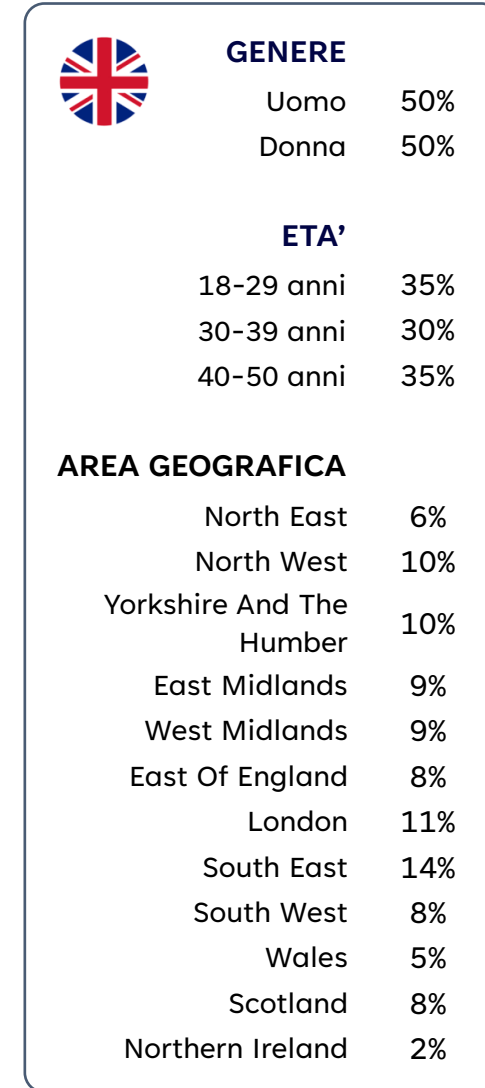 GENERE
Uomo 50%
Donna 50%
ETA’
18-29 anni 35%
30-39 anni 30%
40-50 anni 35%
AREA GEOGRAFICA
North East 6%
North West 10%
Yorkshire And The
Humber 10%
East Midlands 9%
West Midlands 9%
East Of England 8%
London 11%
South East 14%
South West 8%
Wales 5%
Scotland 8%
Northern Ireland 2%